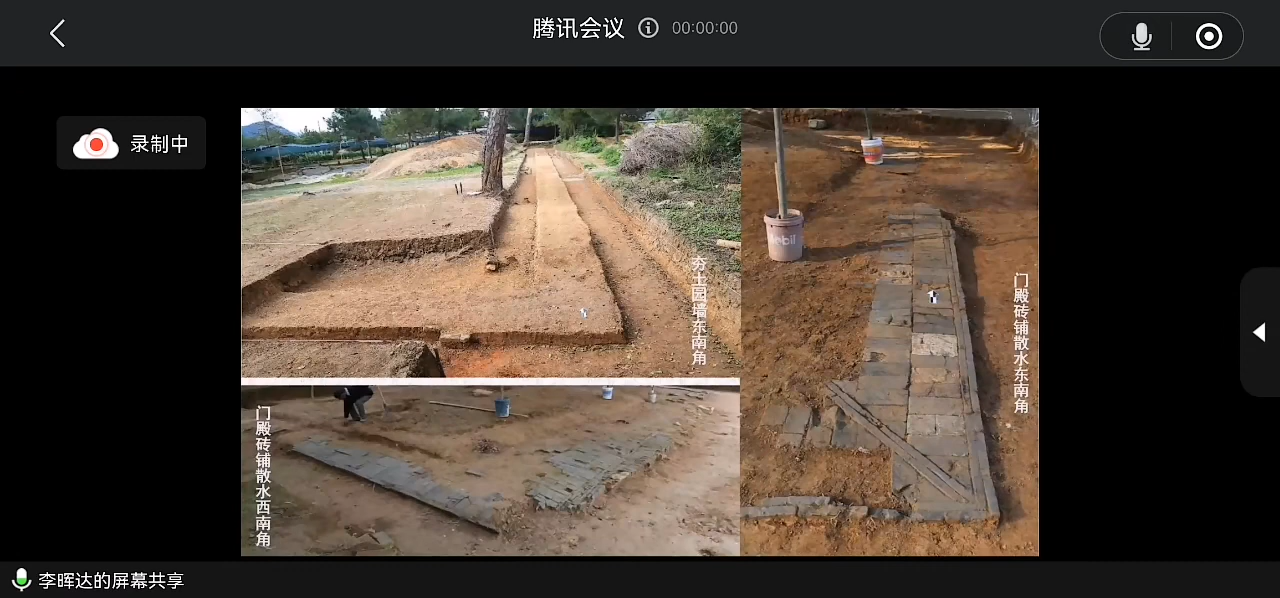 腾讯会议
00:00:00
录制中
夯土园墙东南角
门殿砖铺散水西南角
Mobil
门殿砖铺散水东南角
李晖达的屏幕共享